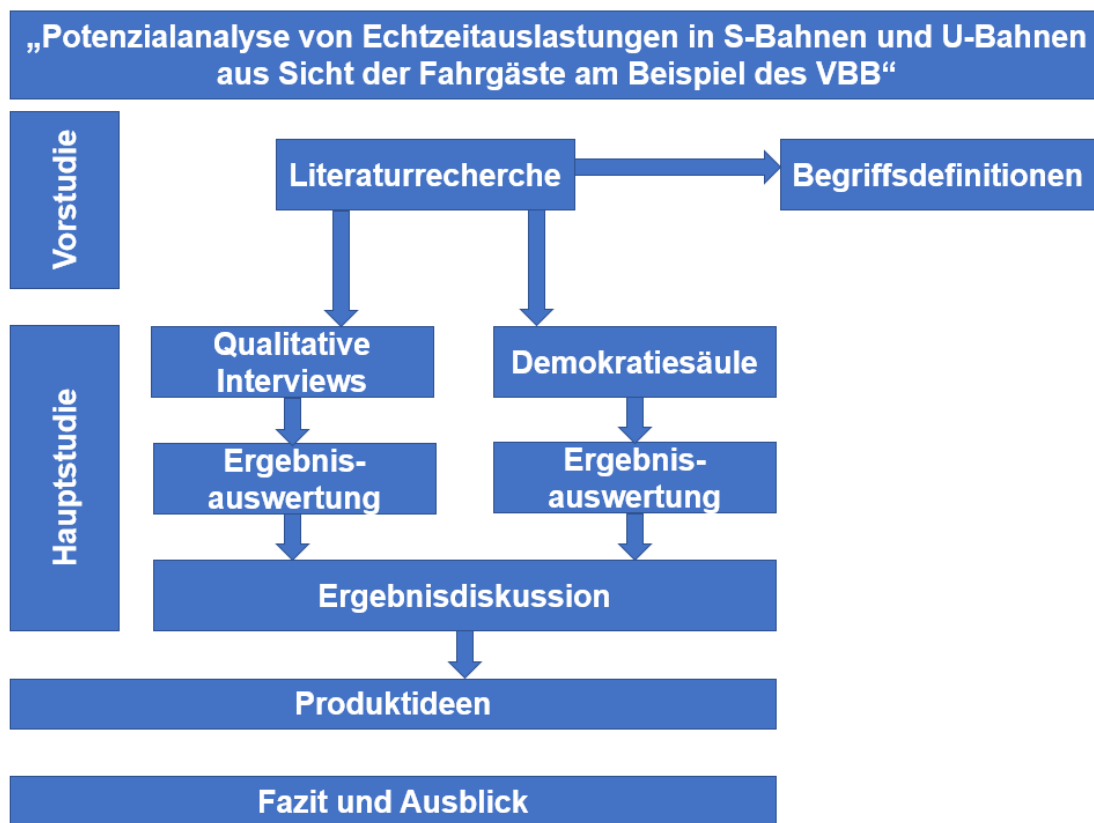 „Potenzialanalyse von Echtzeitauslastungen in S-Bahnen und U-Bahnen
aus Sicht der Fahrgäste am Beispiel des VBB“
Vorstudie
Literaturrecherche
Begriffsdefinitionen
Hauptstudie
Qualitative
Interviews
Demokratiesäule
Ergebnis-
auswertung
Ergebnis-
auswertung
Ergebnisdiskussion
Produktideen
Fazit und Ausblick